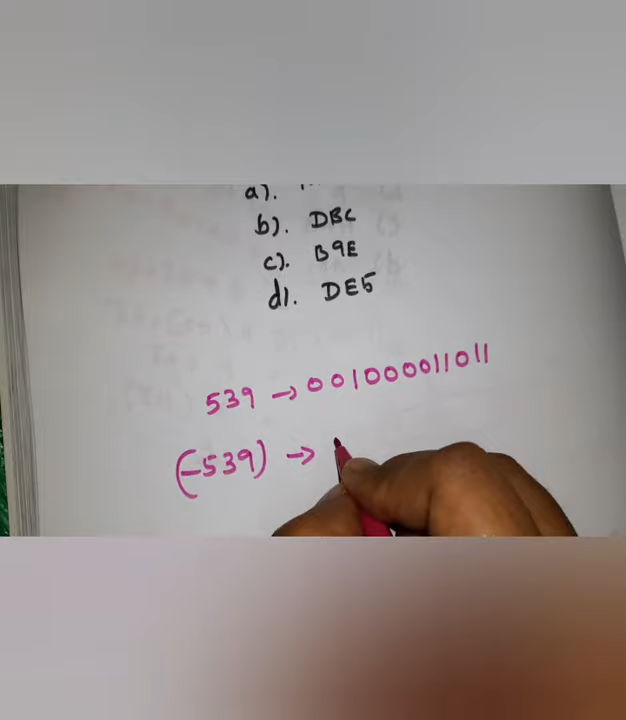 a).
b). DBC
c). B9E
d). DE5
539 → 001000011011
(-539) →